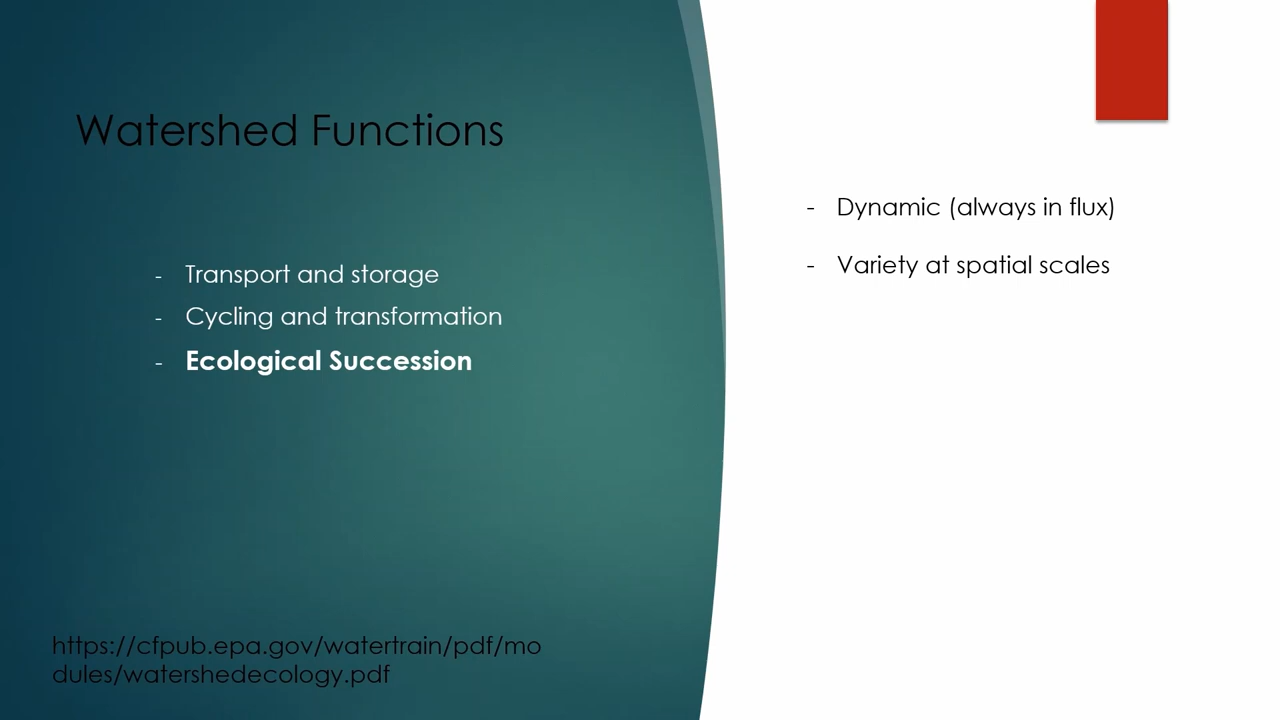 Watershed Functions
- Transport and storage
- Cycling and transformation
- Ecological Succession
- Dynamic (always in flux)
- Variety at spatial scales
https://cfpub.epa.gov/watertrain/pdf/mo
dules/watershedecology.pdf